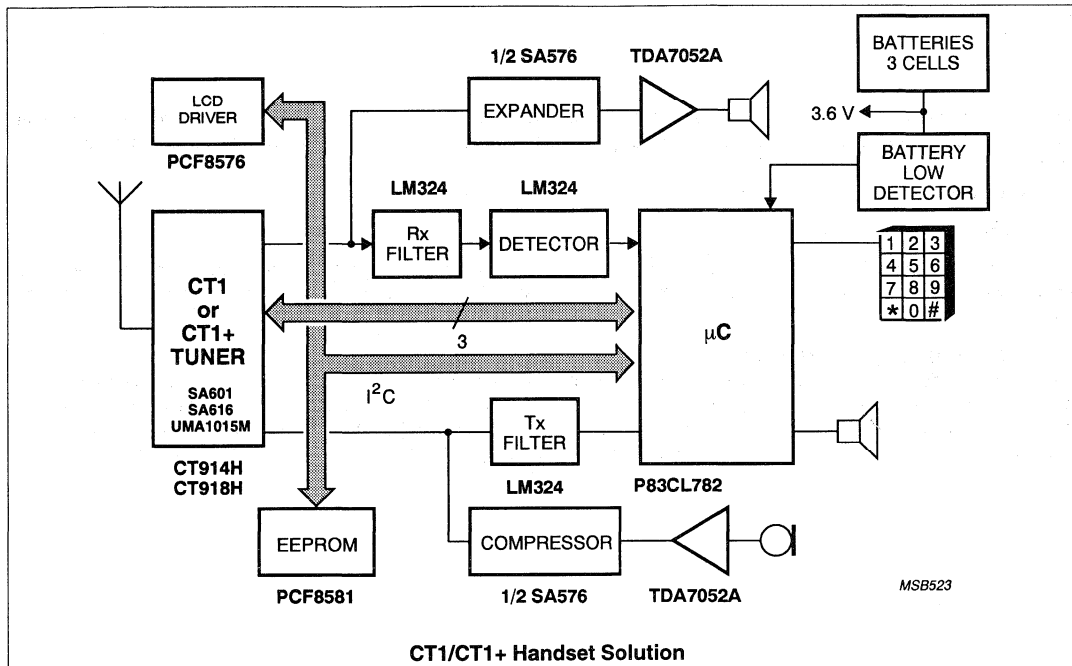 1/2 SA576
TDA7052A
BATTERIES
3 CELLS
LCD
DRIVER
EXPANDER
3.6 V
PCF8576
BATTERY
LOW
DETECTOR
LM324
LM324
Rx
FILTER
DETECTOR
1 2 3
4 5 6
7 8 9
* 0 #
CT1
or
CT1+
TUNER
SA601
SA616
UMA1015M
μC
3
I²C
Tx
FILTER
CT914H
CT918H
LM324
P83CL782
EEPROM
COMPRESSOR
PCF8581
1/2 SA576
TDA7052A
MSB523
CT1/CT1+ Handset Solution